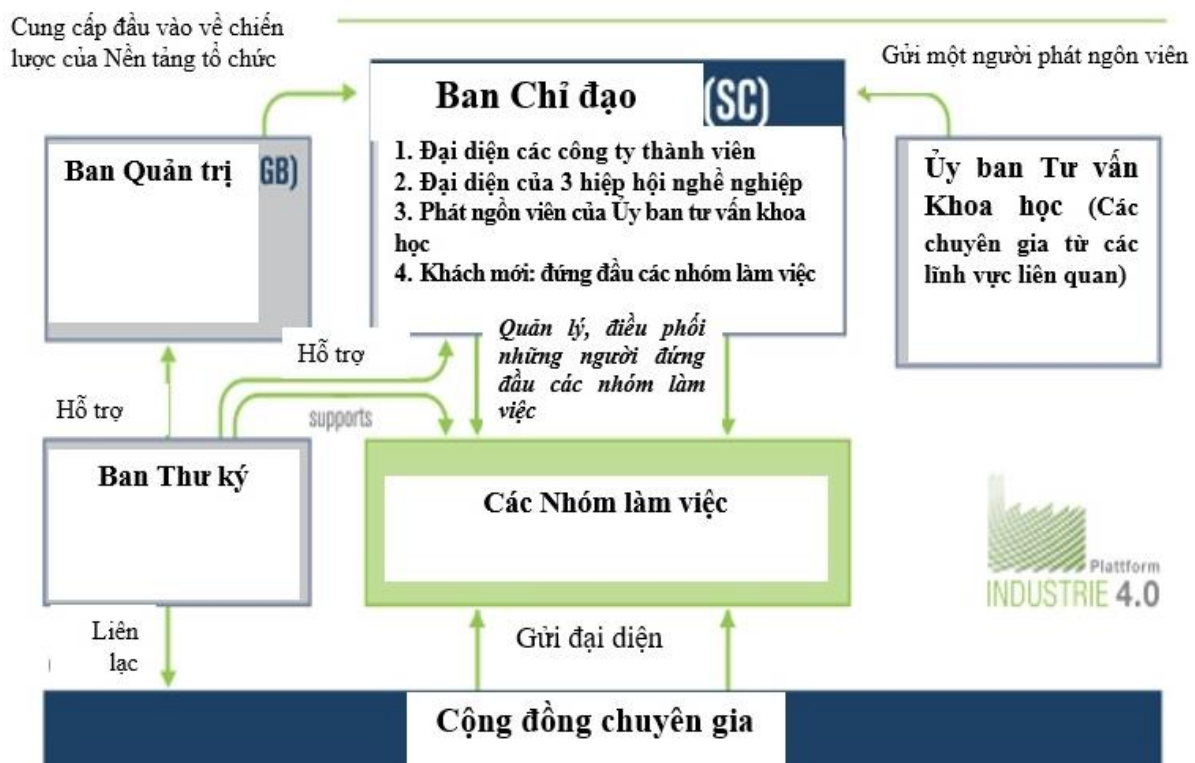 Cung cấp đầu vào về chiến
lược của Nền tảng tổ chức
Gửi một người phát ngôn viên
Ban Chỉ đạo (SC)
1. Đại diện các công ty thành viên
2. Đại diện của 3 hiệp hội nghề nghiệp
3. Phát ngôn viên của Ủy ban tư vấn khoa
học
4. Khách mời: đứng đầu các nhóm làm việc
Ban Quản trị GB)
Ủy ban Tư vấn
Khoa học (Các
chuyên gia từ các
lĩnh vực liên quan)
Quản lý, điều phối
những người đứng
đầu các nhóm làm
việc
Hỗ trợ
Hỗ trợ
supports
Ban Thư ký
Các Nhóm làm việc
Plattform
INDUSTRIE 4.0
Liên
lạc
Gửi đại diện
Cộng đồng chuyên gia